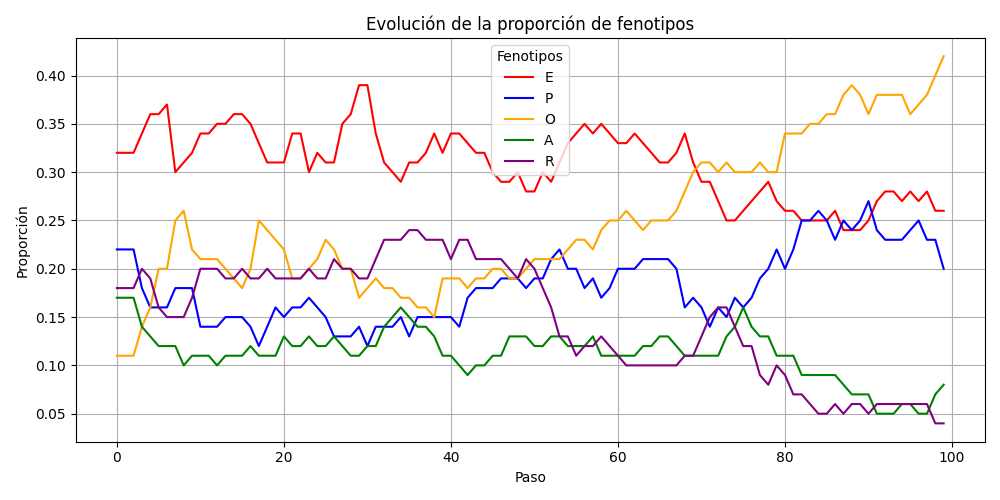 Evolución de la proporción de fenotipos
Fenotipos
E
P
O
A
R
Proporción
0.40
0.35
0.30
0.25
0.20
0.15
0.10
0.05
0 20 40 60 80 100
Paso